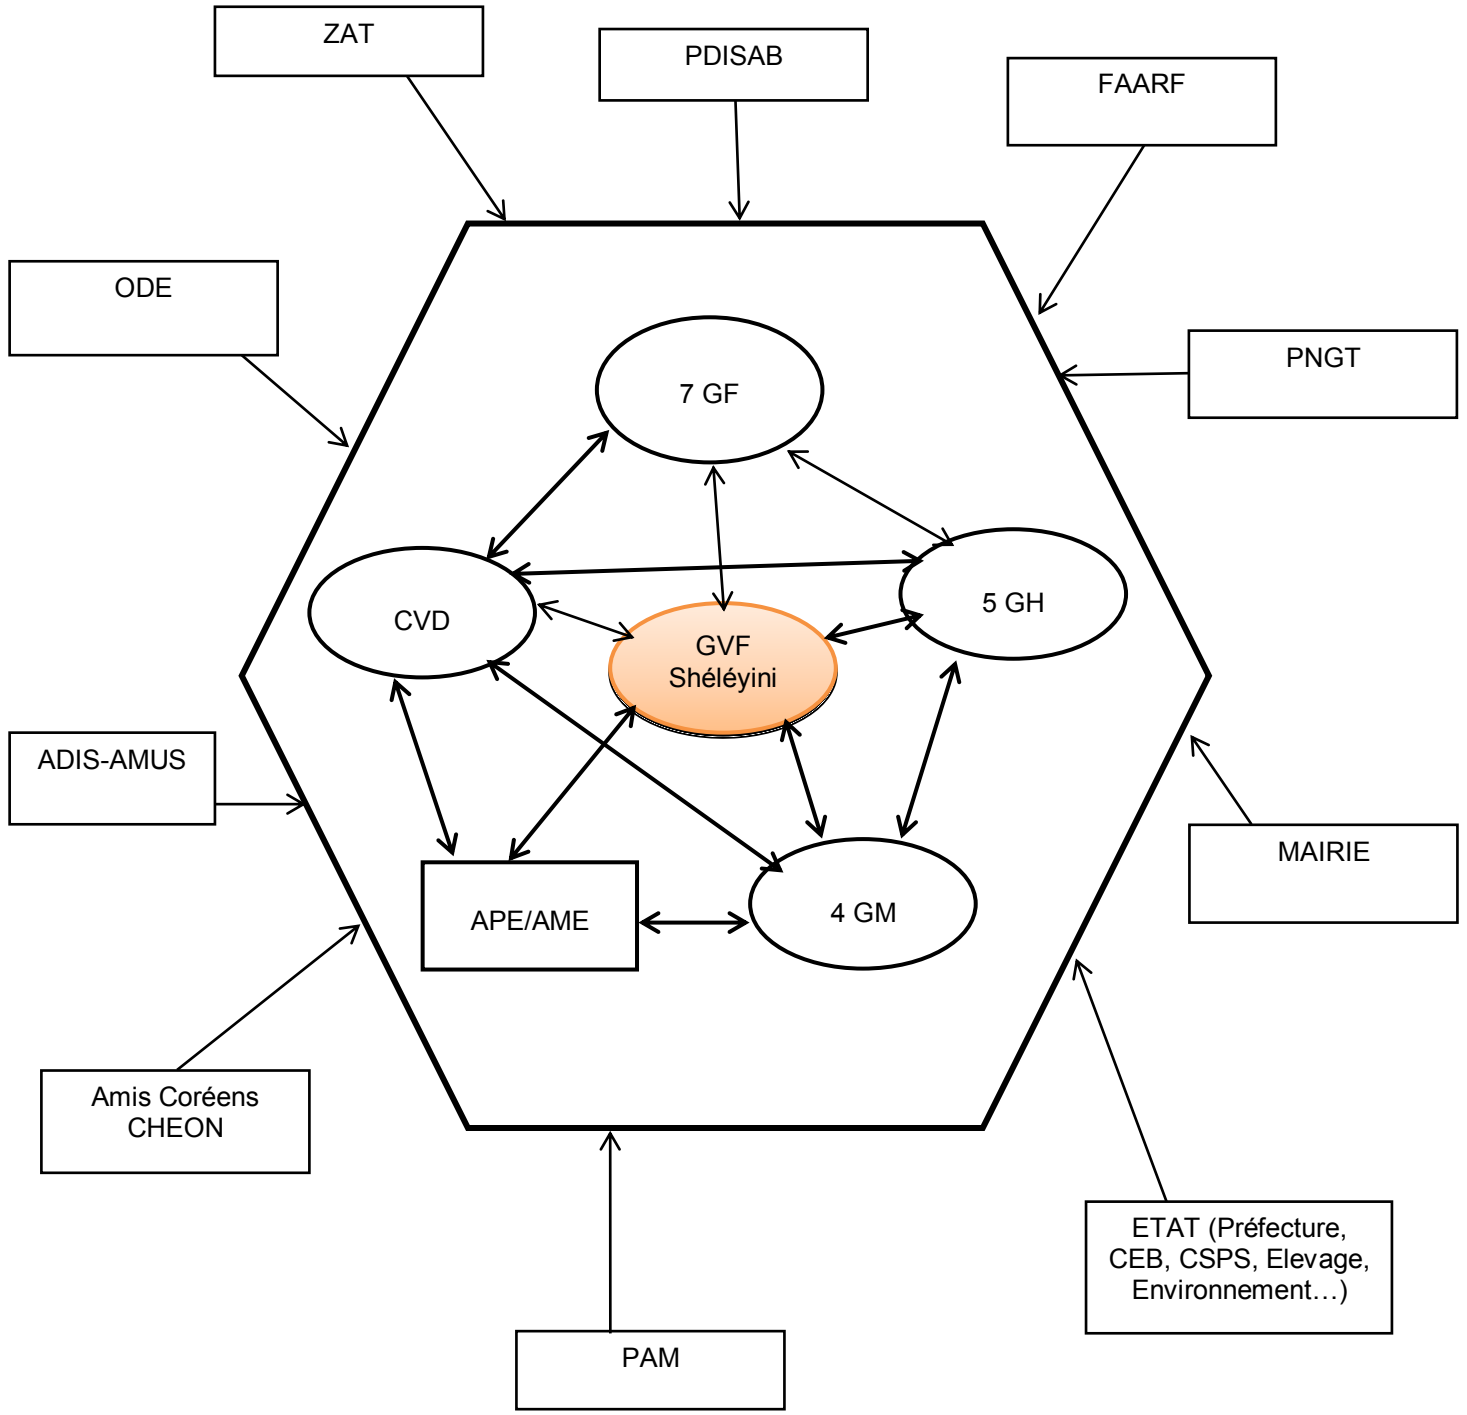 ZAT
PDISAB
FAARF
ODE
PNGT
7 GF
5 GH
CVD
GVF
Shéléyini
ADIS-AMUS
MAIRIE
APE/AME
4 GM
Amis Coréens
CHEON
ETAT (Préfecture,
CEB, CSPS, Elevage,
Environnement…)
PAM